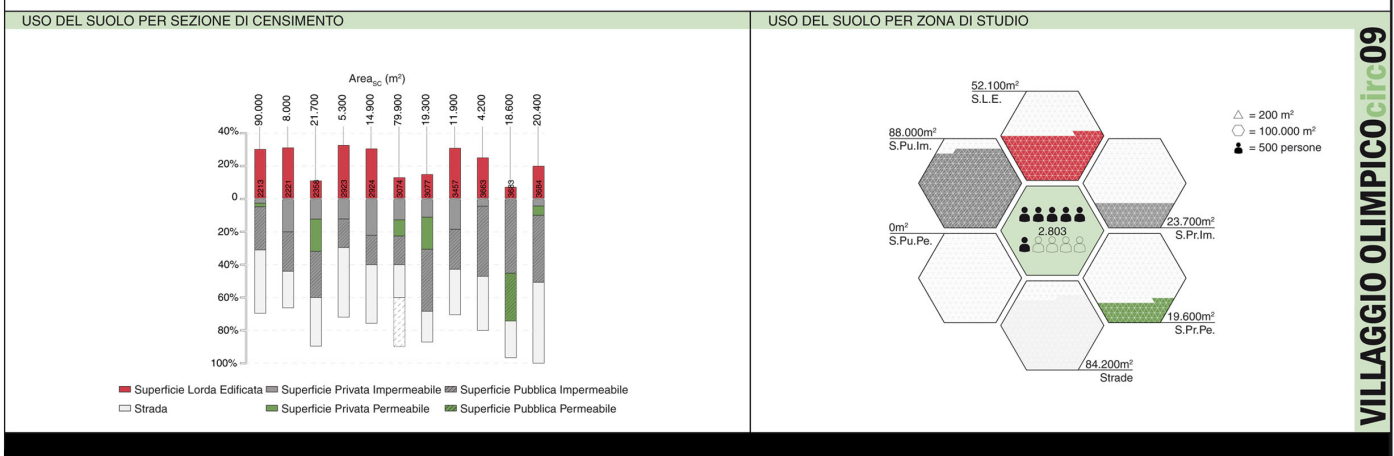 USO DEL SUOLO PER SEZIONE DI CENSIMENTO
Area_SC (m²)
90.000 8.000 21.700 5.300 14.900 79.900 19.300 11.900 4.200 18.600 20.400
40%
20%
0
20%
40%
60%
80%
100%
2213 2221 2358 2923 2924 3074 3077 3457 3663 3683 3684
Superficie Lorda Edificata Superficie Privata Impermeabile Superficie Pubblica Impermeabile
Strada Superficie Privata Permeabile Superficie Pubblica Permeabile
USO DEL SUOLO PER ZONA DI STUDIO
52.100m²
S.L.E.
88.000m²
S.Pu.Im.
23.700m²
S.Pr.Im.
2.803
0m²
S.Pu.Pe.
19.600m²
S.Pr.Pe.
84.200m²
Strade
= 200 m²
= 100.000 m²
= 500 persone
VILLAGGIO OLIMPICOcirc09